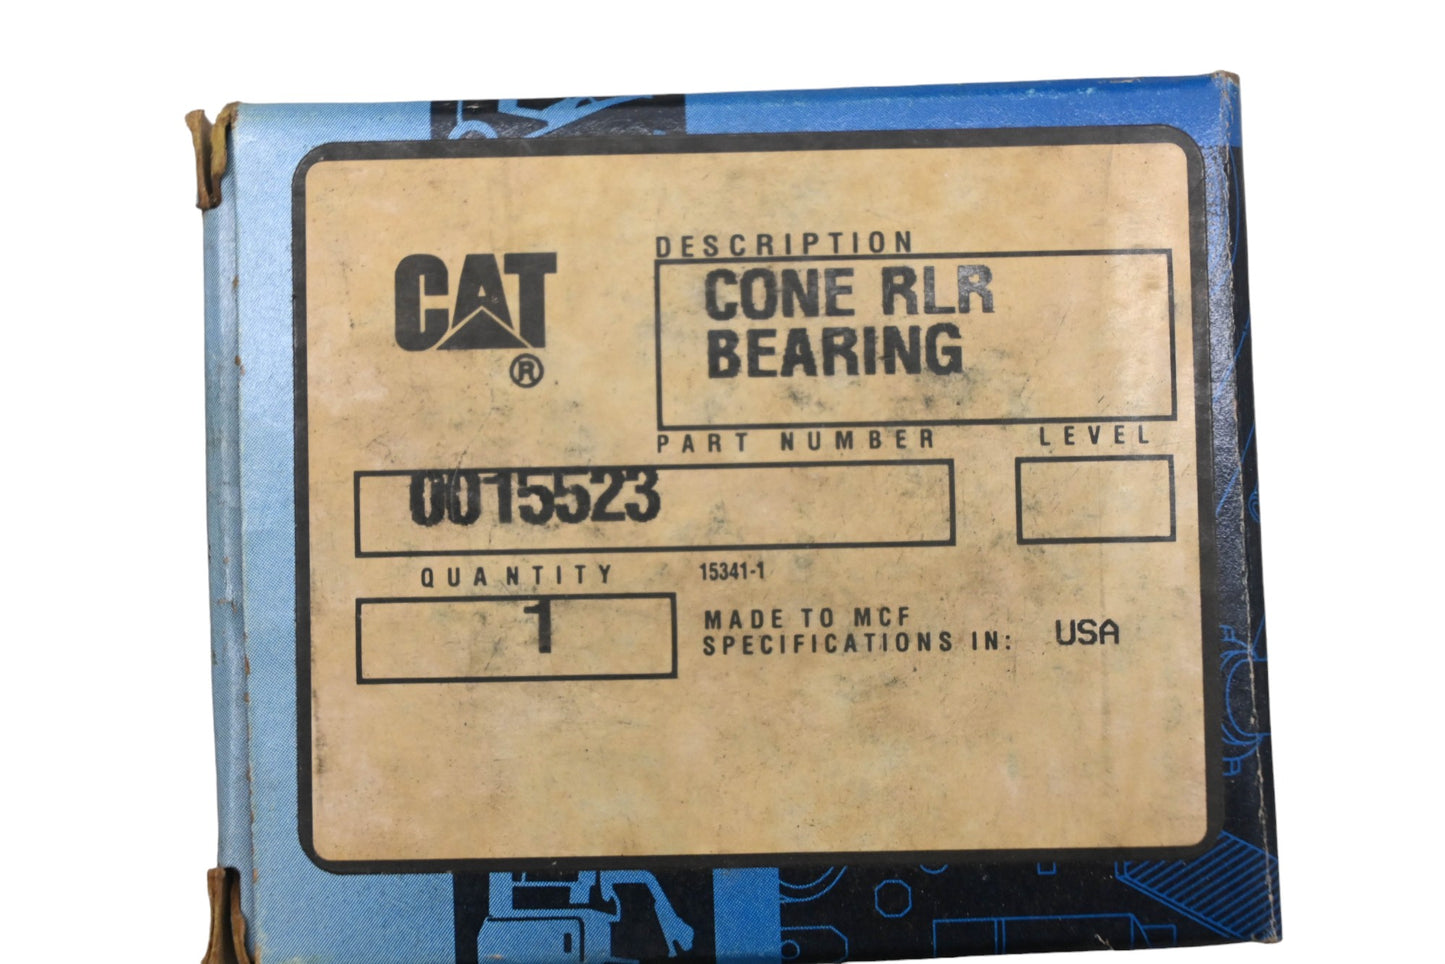 CAT
®
DESCRIPTION
CONE RLR
BEARING
PART NUMBER
LEVEL
0015523
QUANTITY
15341-1
1
MADE TO MCF
SPECIFICATIONS IN: USA